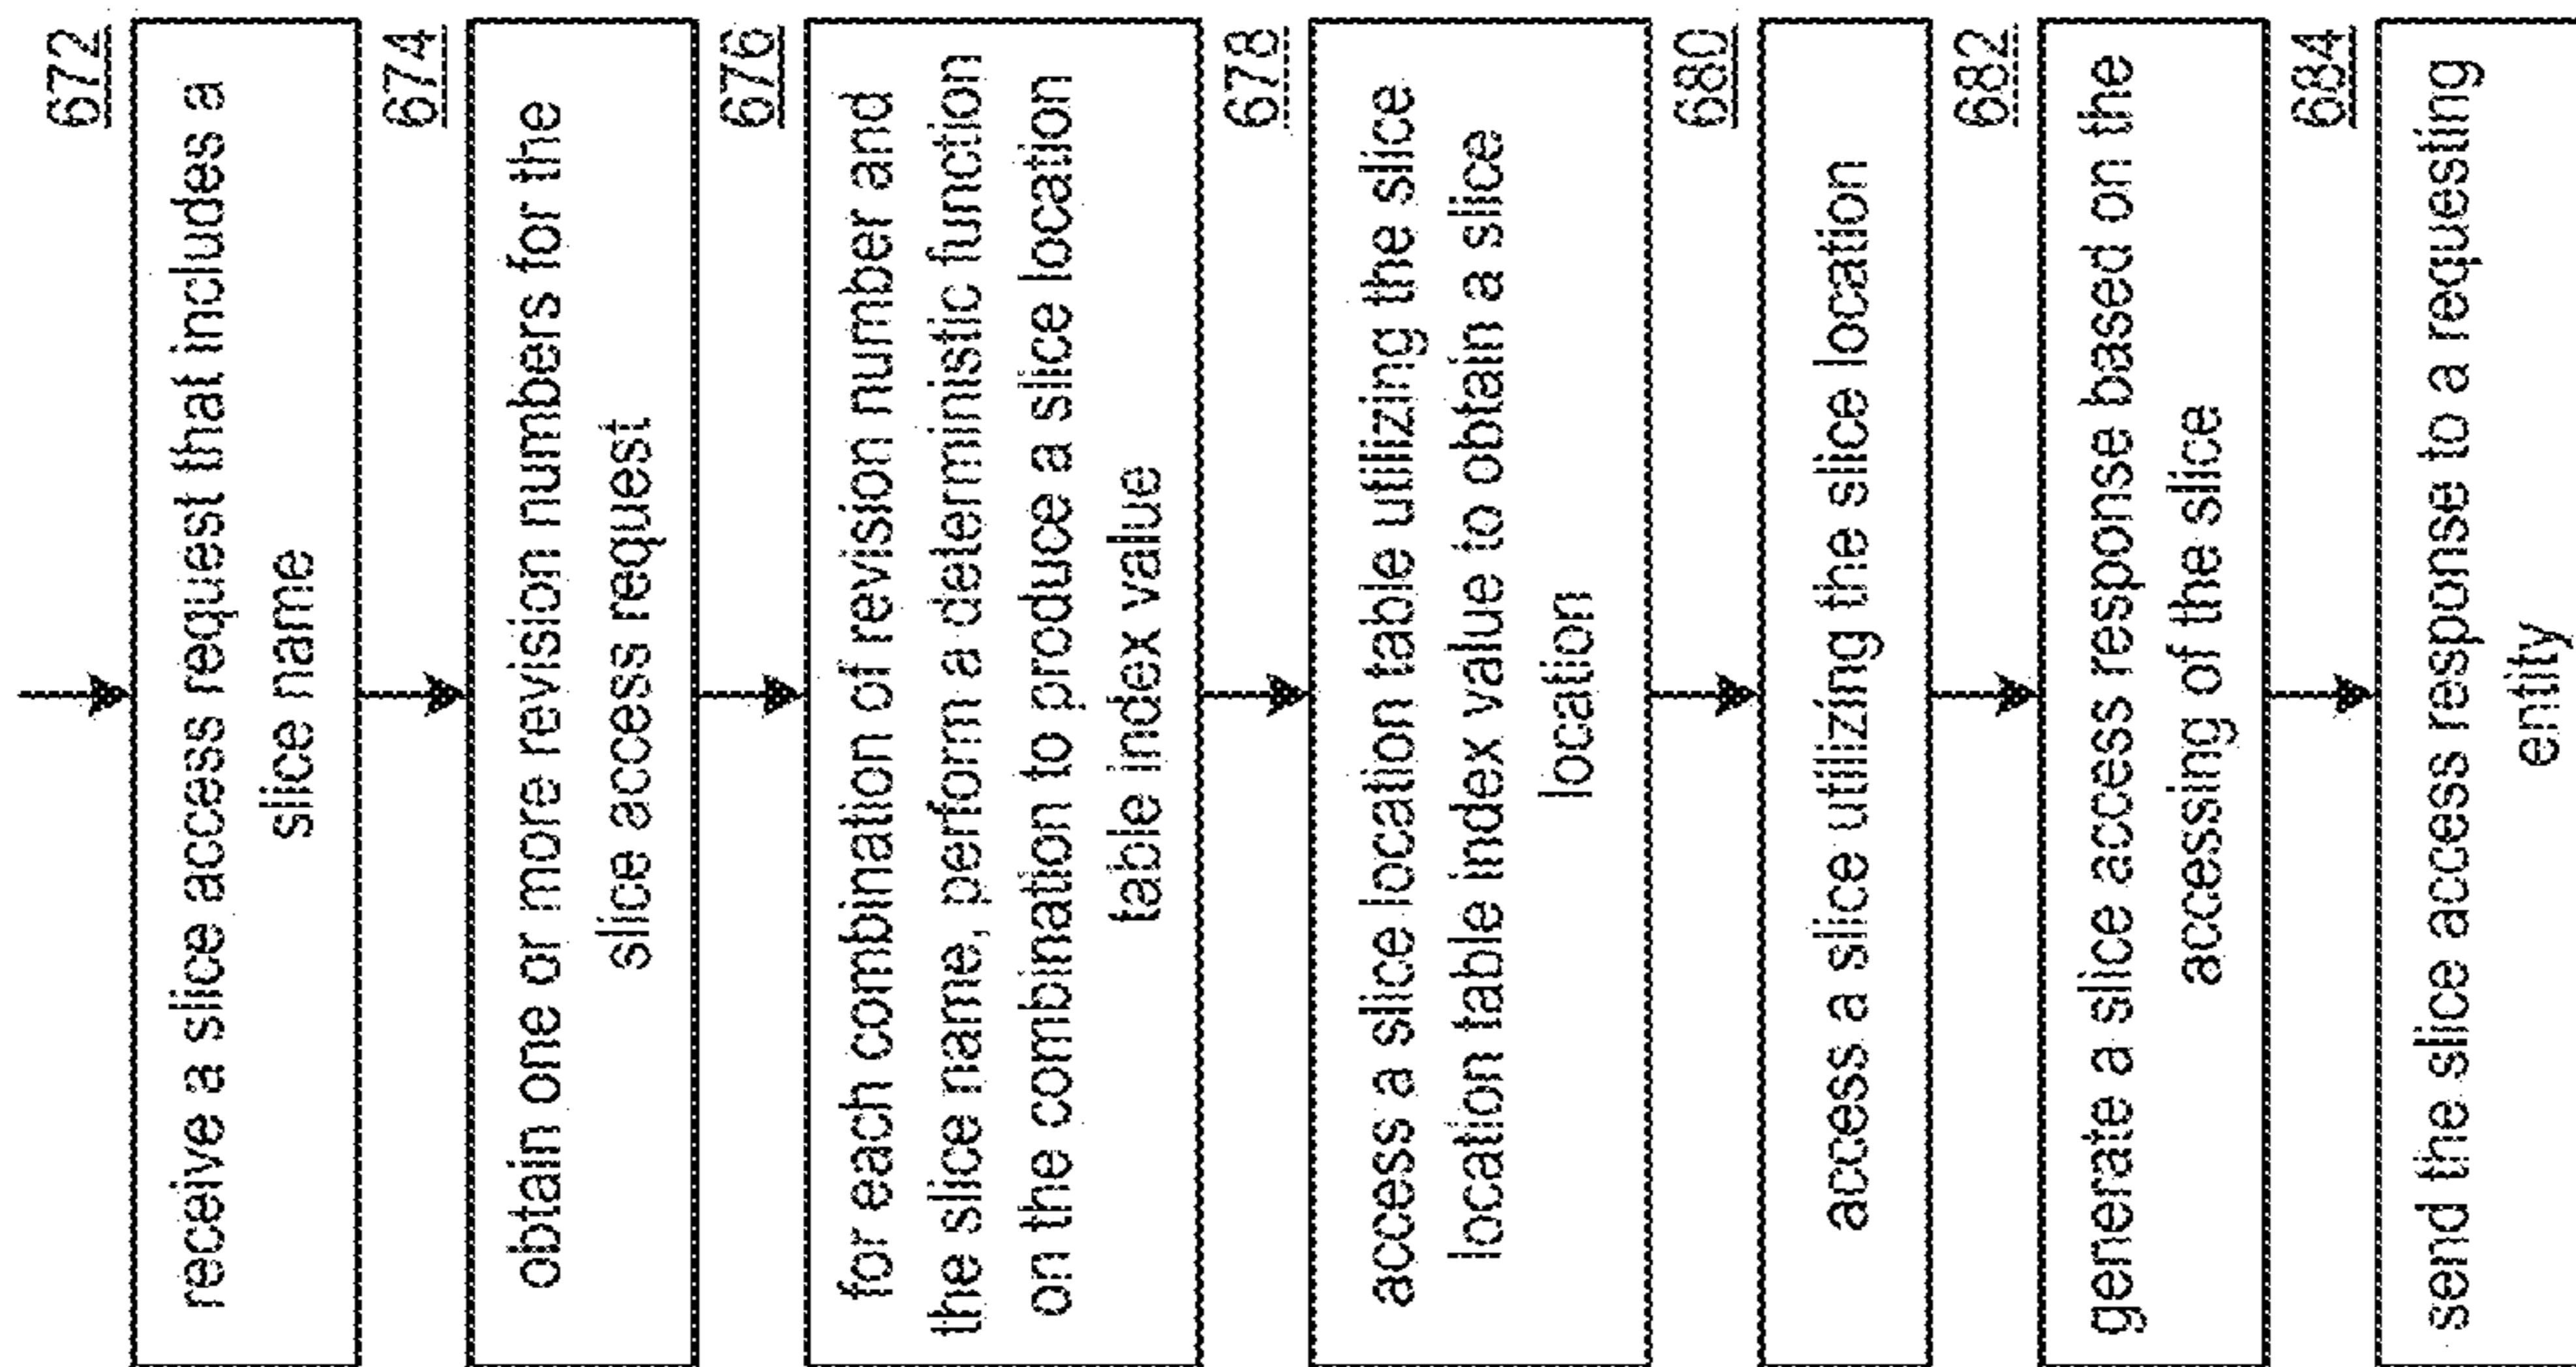 672
receive a slice access request that includes a
slice name
674
obtain one or more revision numbers for the
slice access request
676
for each combination of revision number and
the slice name, perform a deterministic function
on the combination to produce a slice location
table index value
678
access a slice location table utilizing the slice
location table index value to obtain a slice
location
680
access a slice utilizing the slice location
682
generate a slice access response based on the
accessing of the slice
684
send the slice access response to a requesting
entity